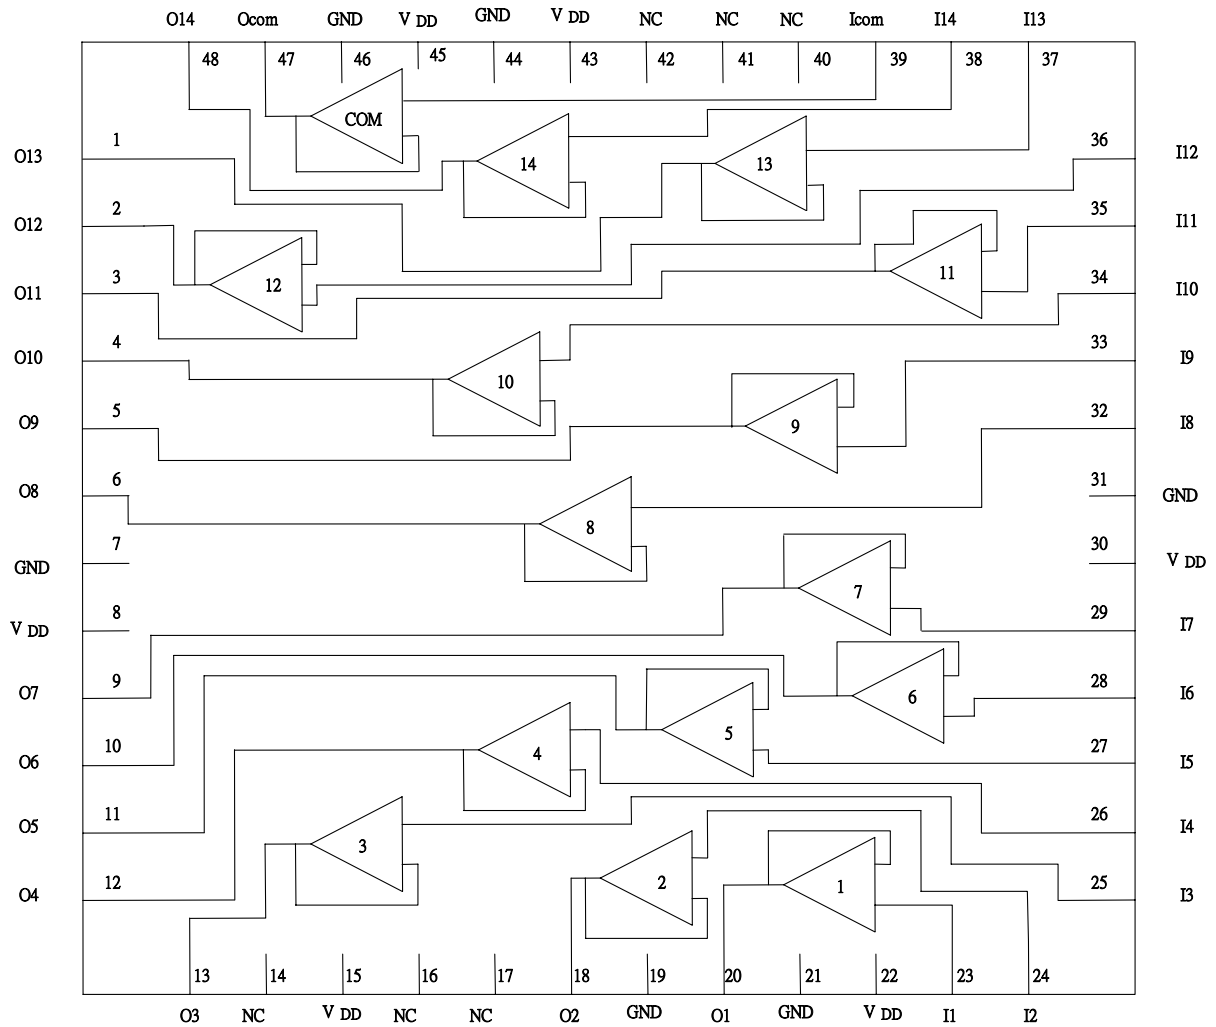 O14 Ocom GND V DD GND V DD NC NC NC Icom I14 I13
48 47 46 45 44 43 42 41 40 39 38 37
COM
1 14 13 36
O13 I12
2 35
O12 I11
12 11
3 34
O11 I10
4 33
O10 I9
10
5 32
O9 9 I8
6 31
O8 GND
8
7 30
GND V DD
7
8 29
V DD I7
9 28
O7 6 I6
5
10 4 27
O6 I5
11 26
O5 I4
3
12 2 1 25
O4 I3
13 14 15 16 17 18 19 20 21 22 23 24
O3 NC V DD NC NC O2 GND O1 GND V DD I1 I2